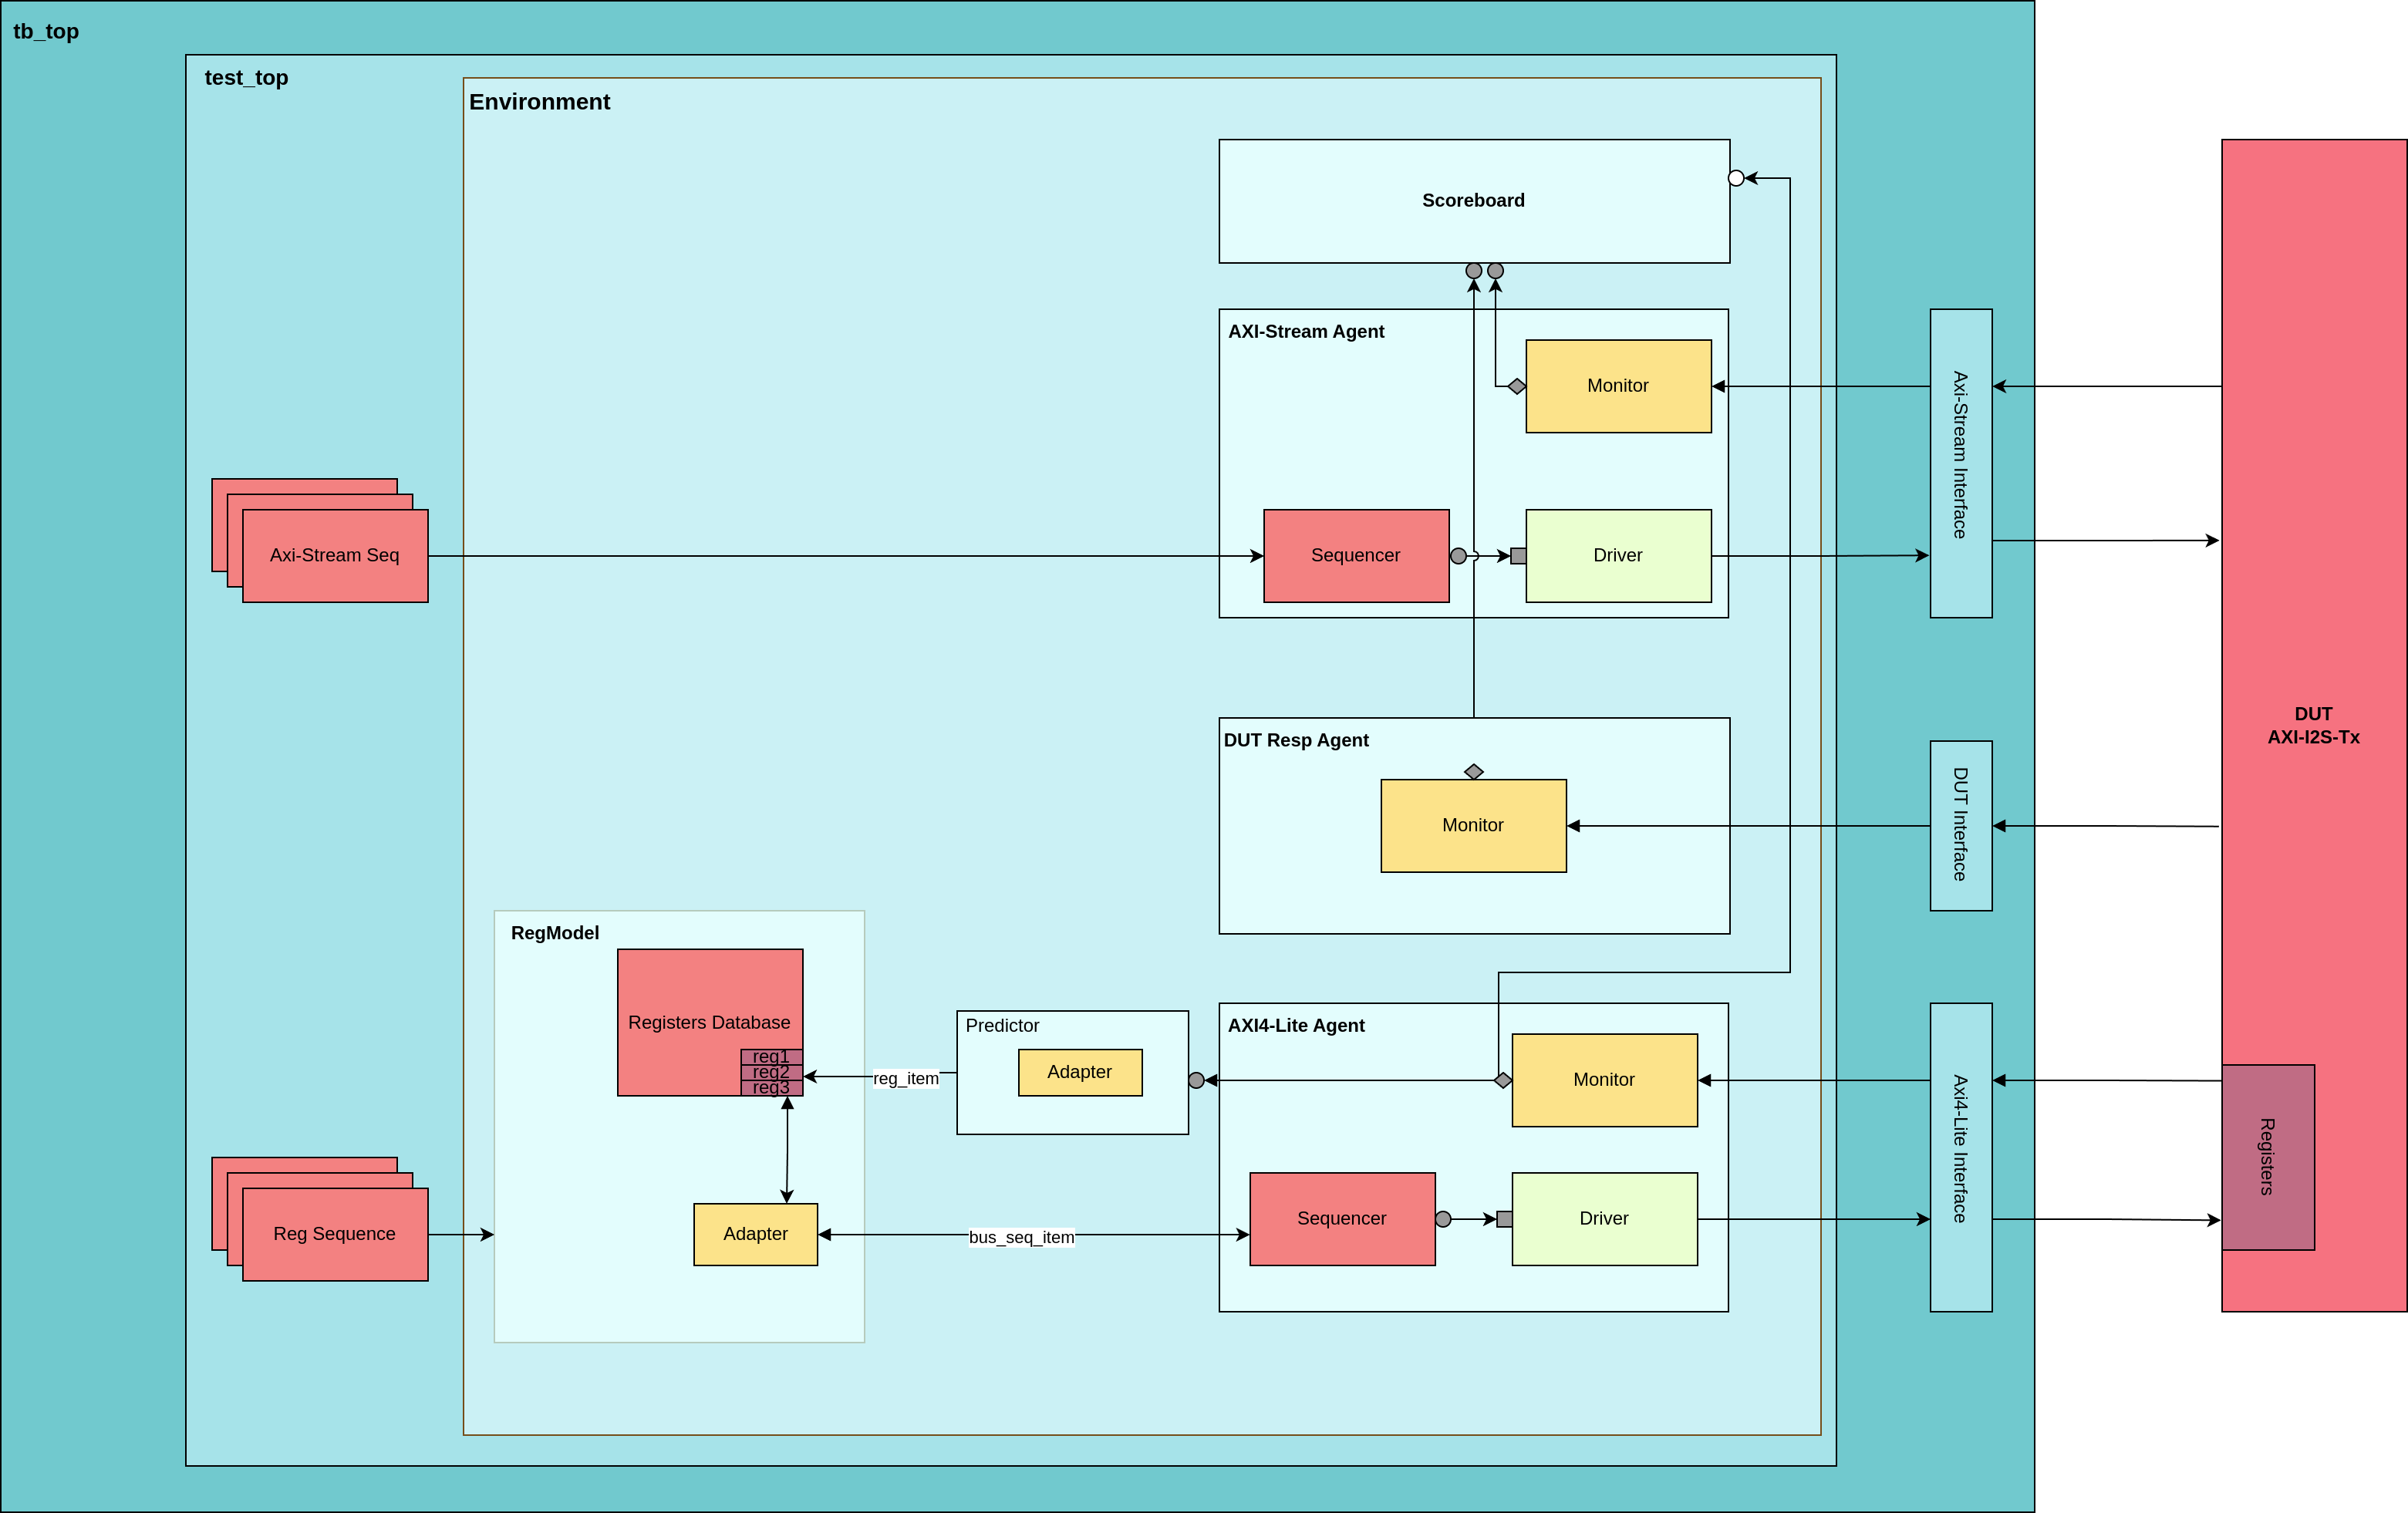 tb_top
test_top
Environment
Scoreboard
AXI-Stream Agent
Monitor
Axi-Stream Interface
Axi-Stream Seq
Sequencer
Driver
DUT
AXI-I2S-Tx
DUT Resp Agent
Monitor
DUT Interface
RegModel
Registers Database
reg1
reg2
reg3
reg_item
Predictor
Adapter
AXI4-Lite Agent
Monitor
Axi4-Lite Interface
Registers
Reg Sequence
Adapter
bus_seq_item
Sequencer
Driver